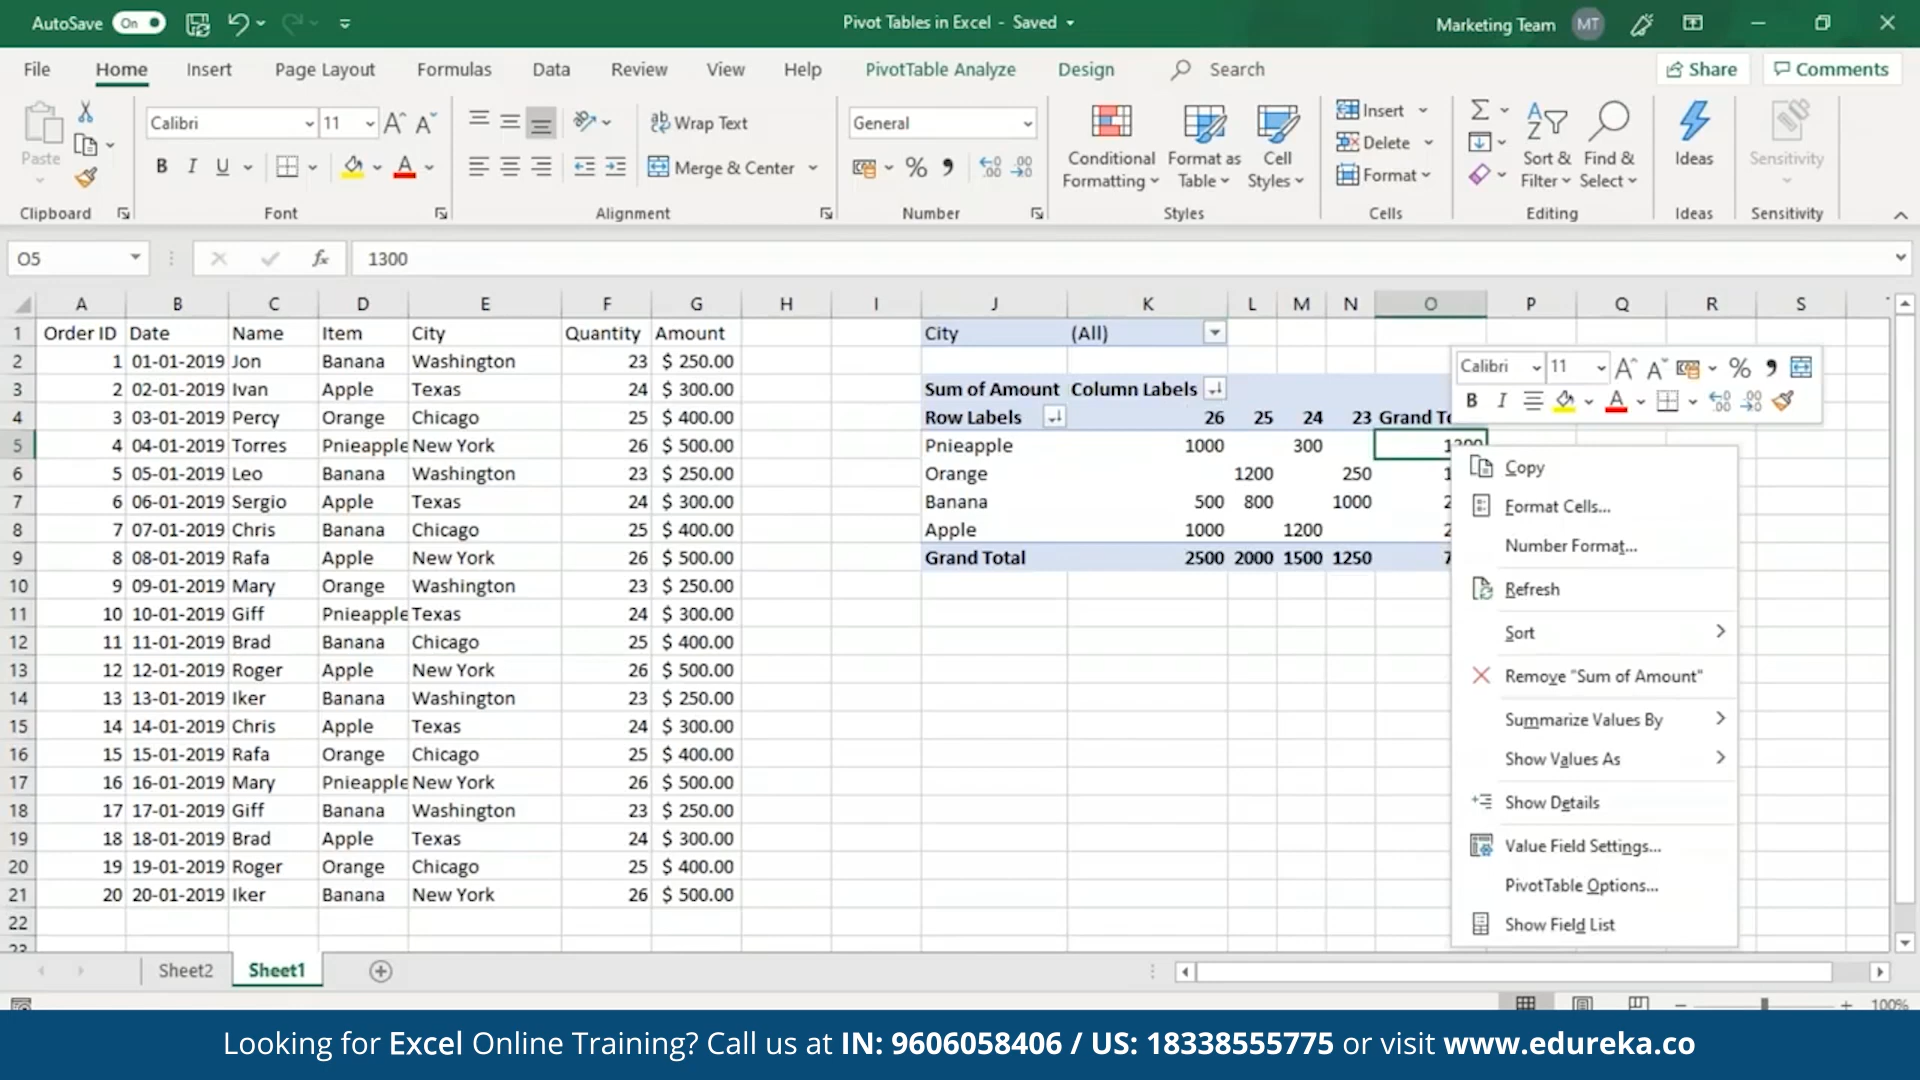 AutoSave On Pivot Tables in Excel - Saved Marketing Team MT
File Home Insert Page Layout Formulas Data Review View Help PivotTable Analyze Design Search Share Comments
Paste Calibri 11 B I U Wrap Text Merge & Center General % Conditional Formatting Format as Table Cell Styles Insert Delete Format Sort & Filter Find & Select Ideas Sensitivity
Clipboard Font Alignment Number Styles Cells Editing Ideas Sensitivity
O5 fx 1300
A B C D E F G H I J K L M N O P Q R S
1 Order ID Date Name Item City Quantity Amount City (All)
2 1 01-01-2019 Jon Banana Washington 23 $ 250.00
3 2 02-01-2019 Ivan Apple Texas 24 $ 300.00 Sum of Amount Column Labels
4 3 03-01-2019 Percy Orange Chicago 25 $ 400.00 Row Labels 26 25 24 23 Grand
5 4 04-01-2019 Torres Pnieapple New York 26 $ 500.00 Pnieapple 1000 300 1300
6 5 05-01-2019 Leo Banana Washington 23 $ 250.00 Orange 1200 250
7 6 06-01-2019 Sergio Apple Texas 24 $ 300.00 Banana 500 800 1000
8 7 07-01-2019 Chris Banana Chicago 25 $ 400.00 Apple 1000 1200
9 8 08-01-2019 Rafa Apple New York 26 $ 500.00 Grand Total 2500 2000 1500 1250
10 9 09-01-2019 Mary Orange Washington 23 $ 250.00
11 10 10-01-2019 Giff Pnieapple Texas 24 $ 300.00
12 11 11-01-2019 Brad Banana Chicago 25 $ 400.00
13 12 12-01-2019 Roger Apple New York 26 $ 500.00
14 13 13-01-2019 Iker Banana Washington 23 $ 250.00
15 14 14-01-2019 Chris Apple Texas 24 $ 300.00
16 15 15-01-2019 Rafa Orange Chicago 25 $ 400.00
17 16 16-01-2019 Mary Pnieapple New York 26 $ 500.00
18 17 17-01-2019 Giff Banana Washington 23 $ 250.00
19 18 18-01-2019 Brad Apple Texas 24 $ 300.00
20 19 19-01-2019 Roger Orange Chicago 25 $ 400.00
21 20 20-01-2019 Iker Banana New York 26 $ 500.00
22
23
Calibri 11 %
B I A
Copy
Format Cells...
Number Format...
Refresh
Sort
Remove "Sum of Amount"
Summarize Values By
Show Values As
Show Details
Value Field Settings...
PivotTable Options...
Show Field List
Sheet2 Sheet1
100%
Looking for Excel Online Training? Call us at IN: 9606058406 / US: 18338555775 or visit www.edureka.co